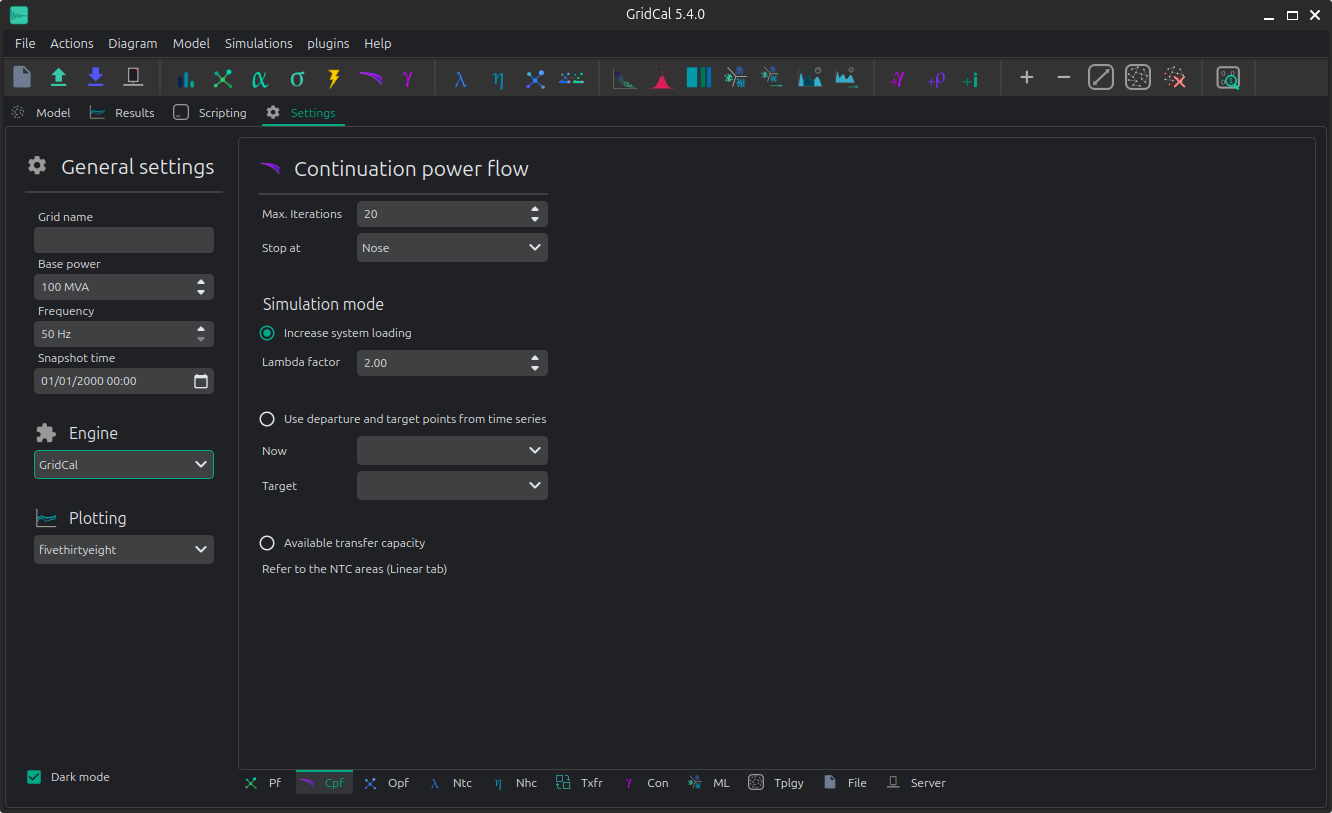 GridCal 5.4.0
File Actions Diagram Model Simulations plugins Help
α σ γ λ η +γ +ρ +i
Model Results Scripting Settings
General settings
Grid name
Base power
100 MVA
Frequency
50 Hz
Snapshot time
01/01/2000 00:00
Engine
GridCal
Plotting
fivethirtyeight
Dark mode
Continuation power flow
Max. Iterations 20
Stop at Nose
Simulation mode
Increase system loading
Lambda factor 2.00
Use departure and target points from time series
Now
Target
Available transfer capacity
Refer to the NTC areas (Linear tab)
Pf Cpf Opf λ Ntc η Nhc Txfr γ Con ML Tplgy File Server